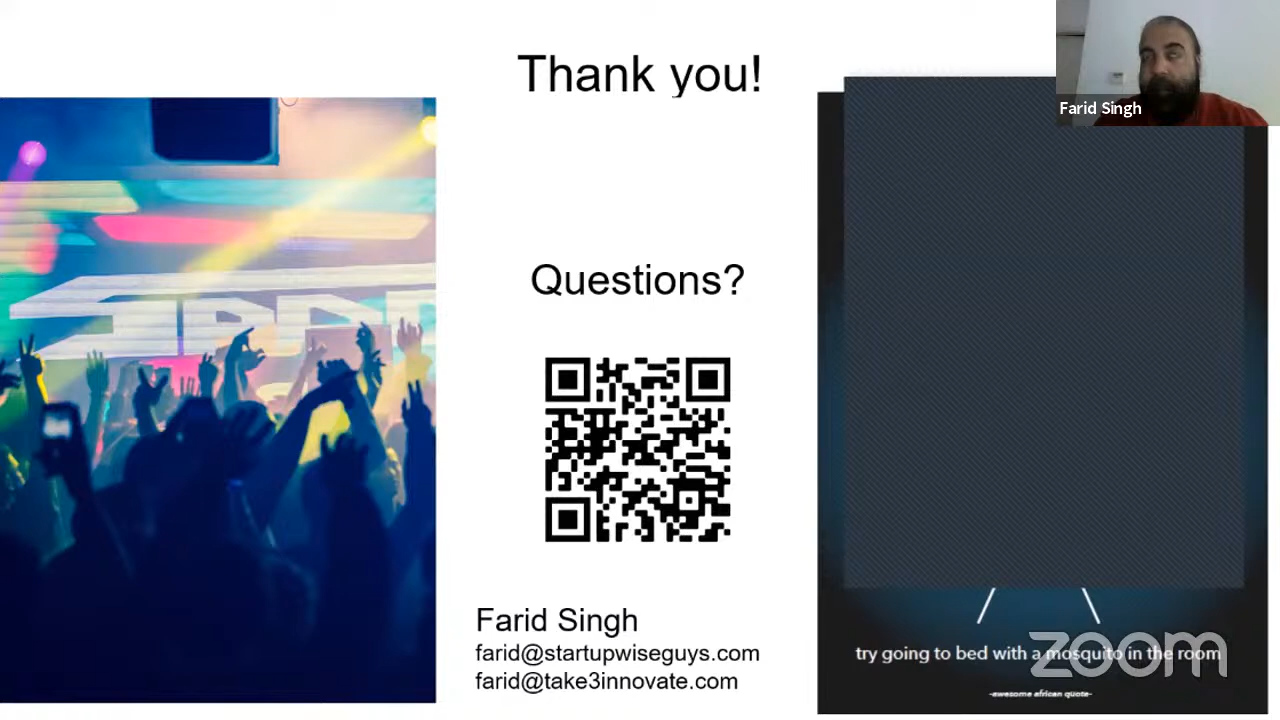 Thank you!
Farid Singh
Questions?
Farid Singh
farid@startupwiseguys.com
farid@take3innovate.com
try going to bed with a mosquito in the room
-awesome african quote-
zoom